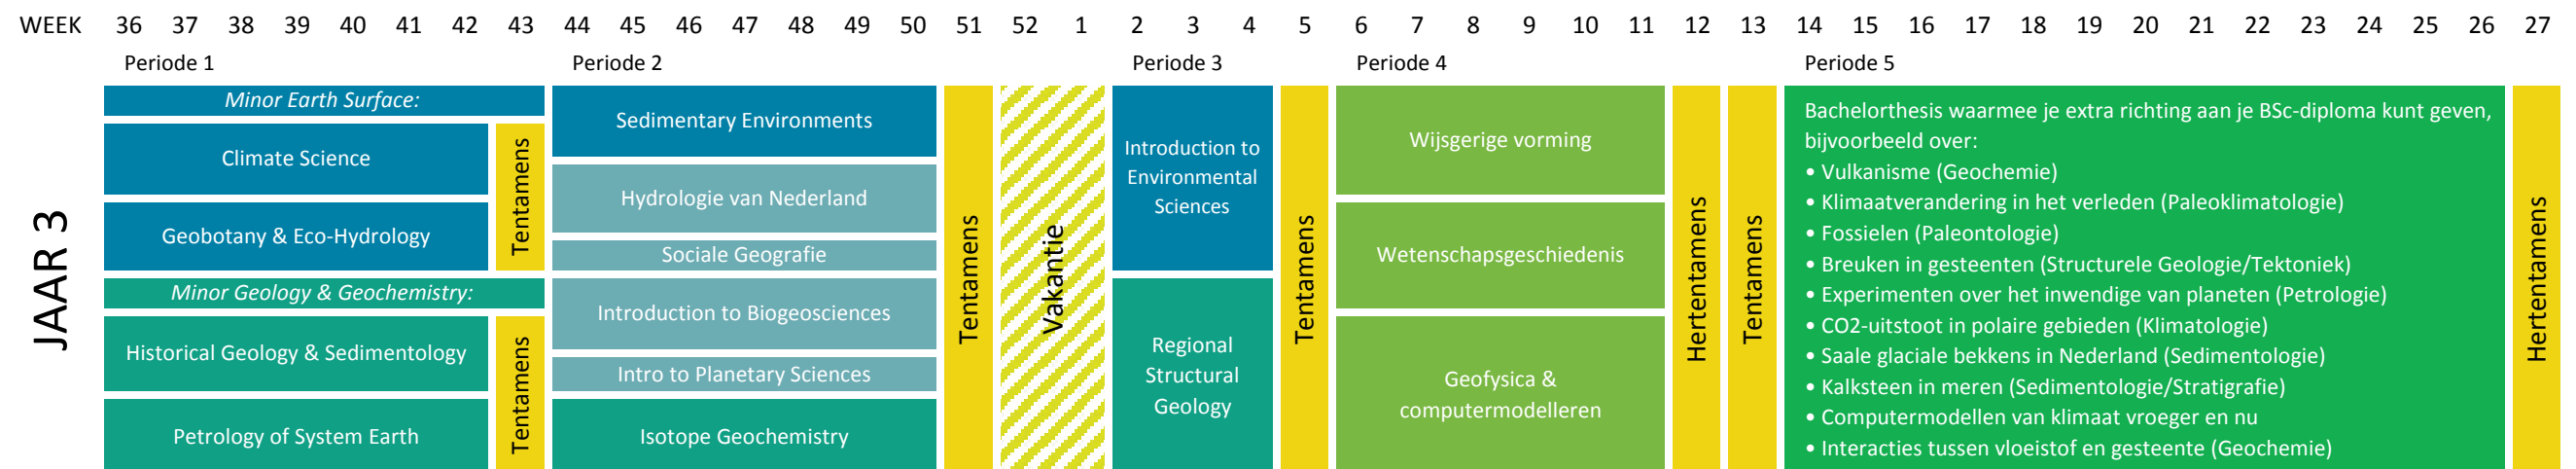 WEEK 36 37 38 39 40 41 42 43 44 45 46 47 48 49 50 51 52 1 2 3 4 5 6 7 8 9 10 11 12 13 14 15 16 17 18 19 20 21 22 23 24 25 26 27
Periode 1 Periode 2 Periode 3 Periode 4 Periode 5
JAAR 3
Minor Earth Surface:
Climate Science
Geobotany & Eco-Hydrology
Tentamens
Minor Geology & Geochemistry:
Historical Geology & Sedimentology
Petrology of System Earth
Tentamens
Sedimentary Environments
Hydrologie van Nederland
Sociale Geografie
Introduction to Biogeosciences
Intro to Planetary Sciences
Isotope Geochemistry
Tentamens
Vakantie
Introduction to
Environmental
Sciences
Regional
Structural
Geology
Tentamens
Wijsgerige vorming
Wetenschapsgeschiedenis
Geofysica &
computermodelleren
Hertentamens
Tentamens
Bachelorthesis waarmee je extra richting aan je BSc-diploma kunt geven,
bijvoorbeeld over:
• Vulkanisme (Geochemie)
• Klimaatverandering in het verleden (Paleoklimatologie)
• Fossielen (Paleontologie)
• Breuken in gesteenten (Structurele Geologie/Tektoniek)
• Experimenten over het inwendige van planeten (Petrologie)
• CO2-uitstoot in polaire gebieden (Klimatologie)
• Saale glaciale bekkens in Nederland (Sedimentologie)
• Kalksteen in meren (Sedimentologie/Stratigrafie)
• Computermodellen van klimaat vroeger en nu
• Interacties tussen vloeistof en gesteente (Geochemie)
Hertentamens